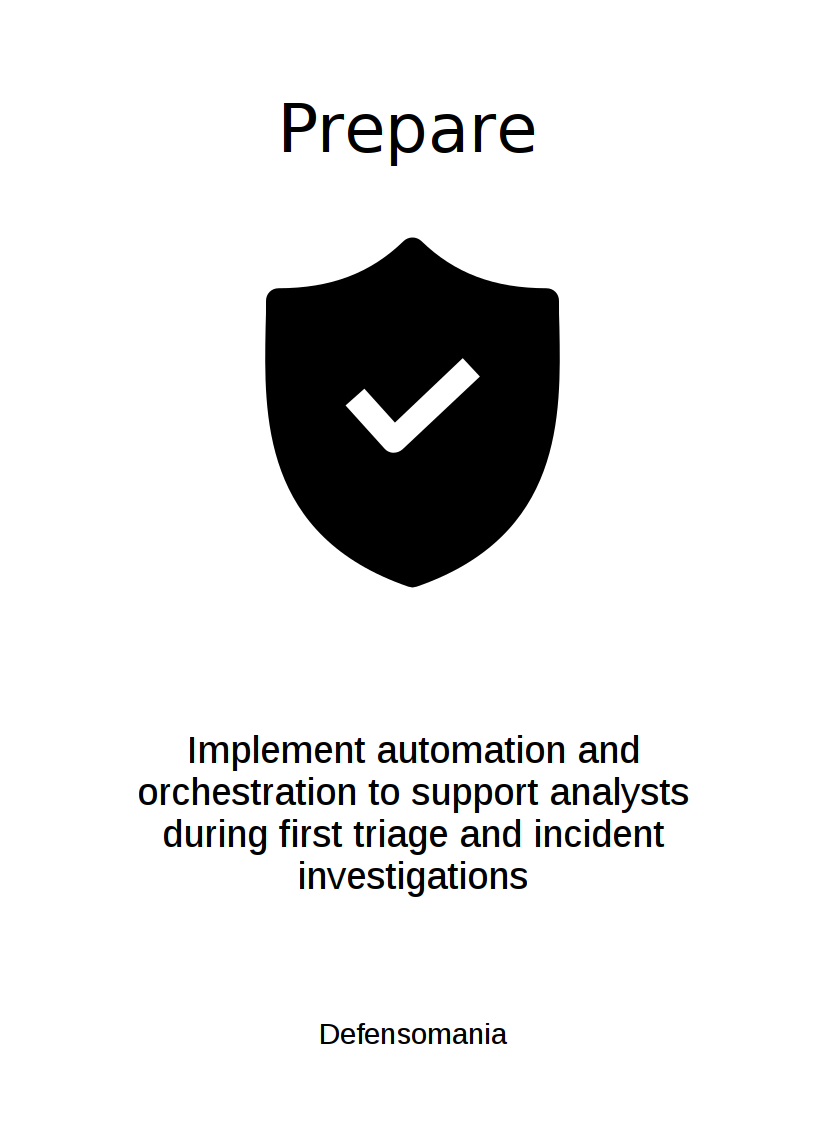 Prepare
Implement automation and
orchestration to support analysts
during first triage and incident
investigations
Defensomania